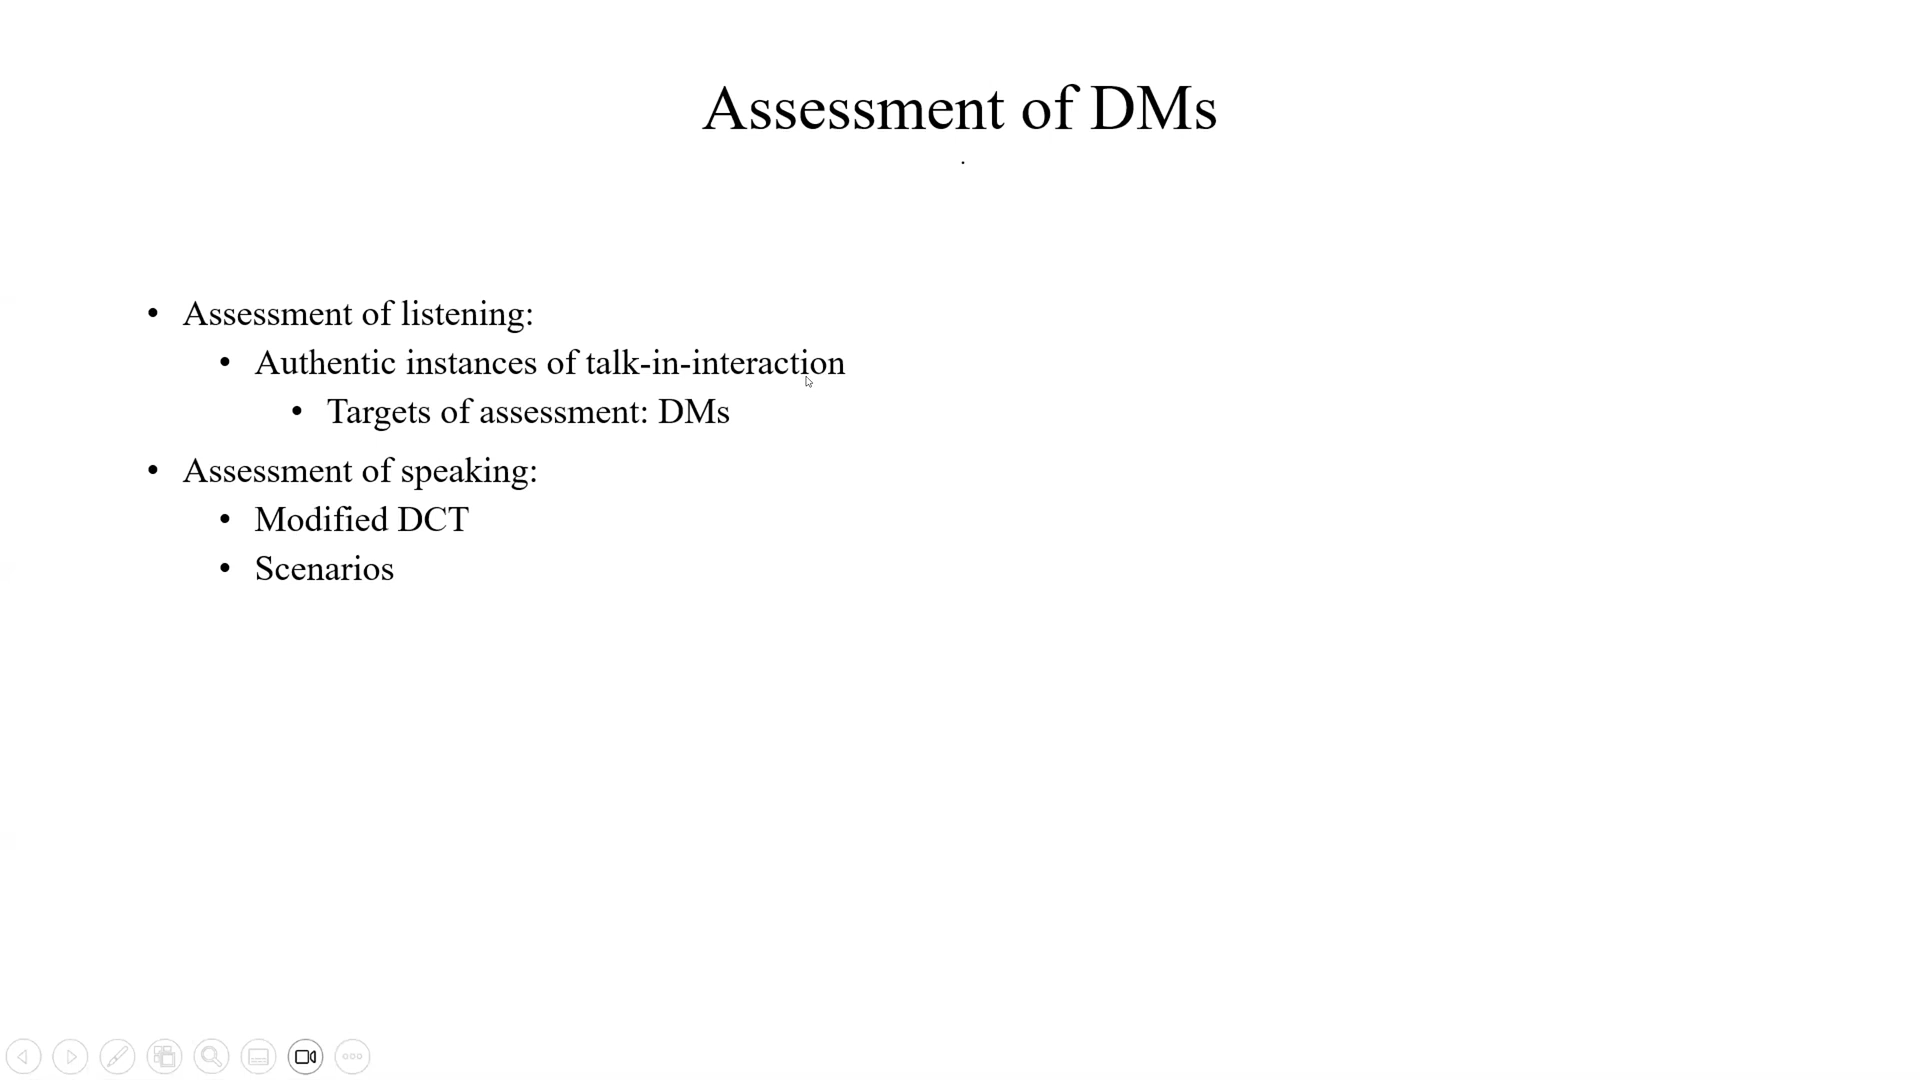 Assessment of DMs
.
• Assessment of listening:
• Authentic instances of talk-in-interaction
• Targets of assessment: DMs
• Assessment of speaking:
• Modified DCT
• Scenarios